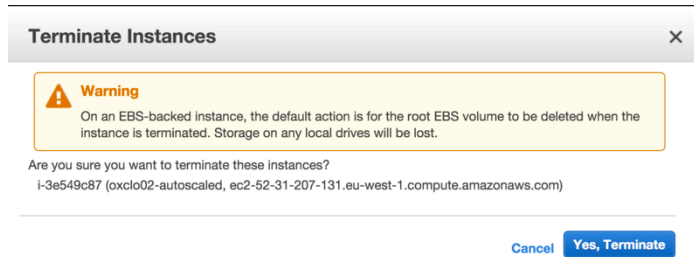 Terminate Instances
Warning
On an EBS-backed instance, the default action is for the root EBS volume to be deleted when the
instance is terminated. Storage on any local drives will be lost.
Are you sure you want to terminate these instances?
i-3e549c87 (oxclo02-autoscaled, ec2-52-31-207-131.eu-west-1.compute.amazonaws.com)
Cancel Yes, Terminate